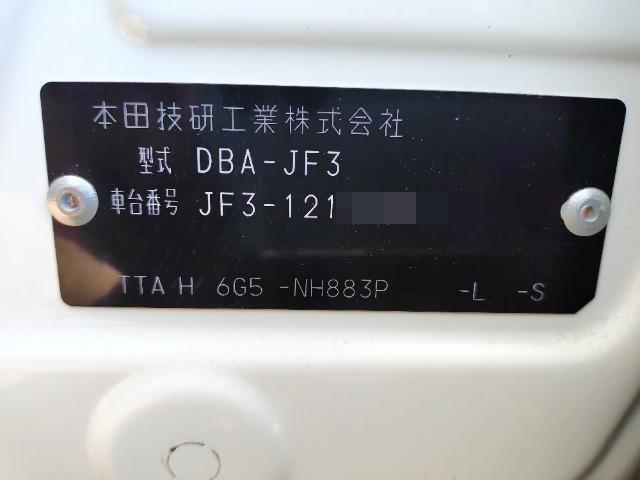 本田技研工業株式会社
型式 DBA-JF3
車台番号 JF3-121
TTA H 6G5 -NH883P -L -S